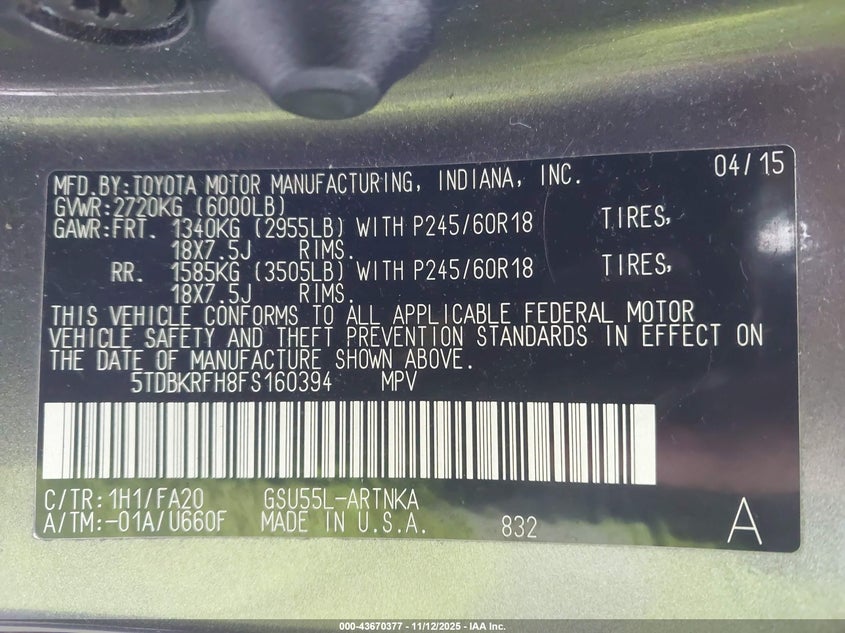 MFD.BY:TOYOTA MOTOR MANUFACTURING, INDIANA, INC. 04/15
GVWR:2720KG (6000LB)
GAWR:FRT. 1340KG (2955LB) WITH P245/60R18 TIRES,
18X7.5J RIMS.
RR. 1585KG (3505LB) WITH P245/60R18 TIRES,
18X7.5J RIMS.
THIS VEHICLE CONFORMS TO ALL APPLICABLE FEDERAL MOTOR
VEHICLE SAFETY AND THEFT PREVENTION STANDARDS IN EFFECT ON
THE DATE OF MANUFACTURE SHOWN ABOVE.
5TDBKRFH8FS160394 MPV
C/TR:1H1/FA20 GSU55L-ARTNKA
A/TM:-01A/U660F MADE IN U.S.A. 832 A
000-43670377 - 11/12/2025 - IAA Inc.